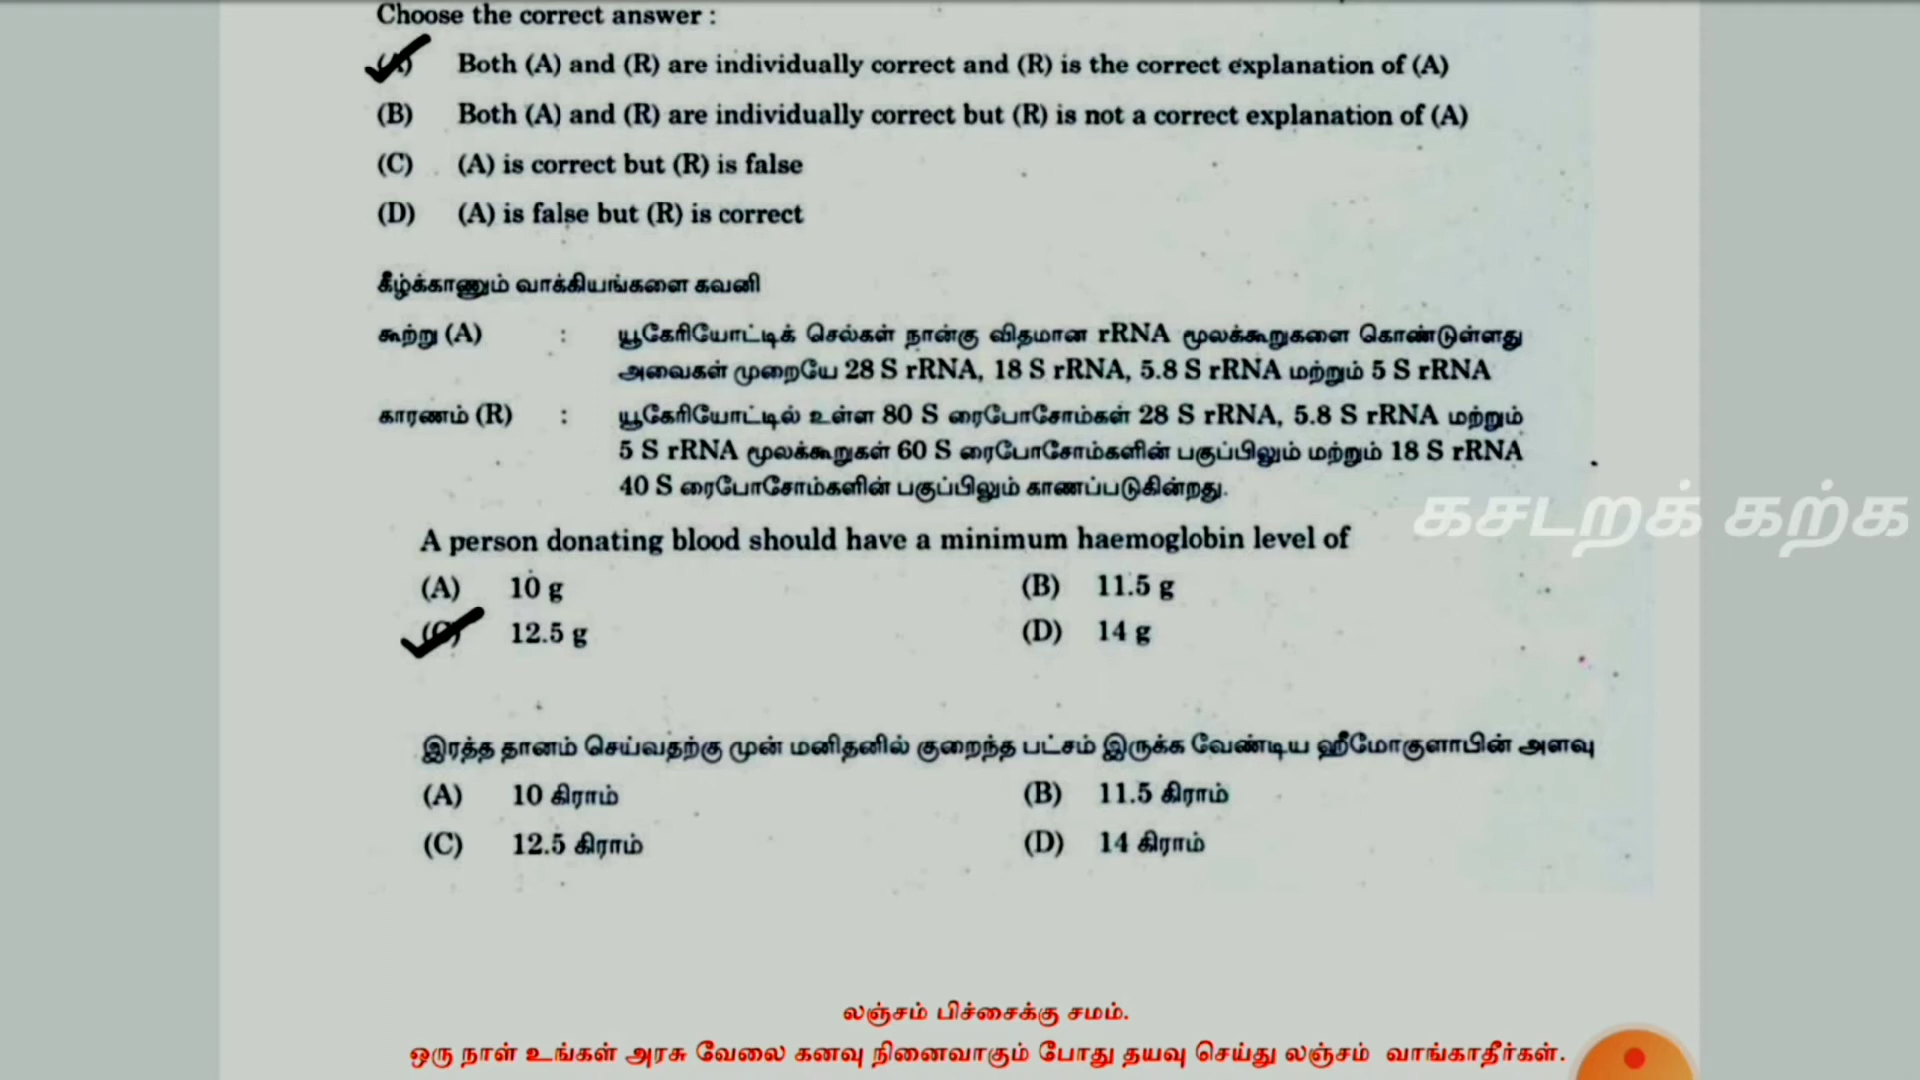 Choose the correct answer :
(A) Both (A) and (R) are individually correct and (R) is the correct explanation of (A)
(B) Both (A) and (R) are individually correct but (R) is not a correct explanation of (A)
(C) (A) is correct but (R) is false
(D) (A) is false but (R) is correct
கீழ்க்காணும் வாக்கியங்களை கவனி
கூற்று (A) : யூகேரியோட்டிக் செல்கள் நான்கு விதமான rRNA மூலக்கூறுகளை கொண்டுள்ளது
அவைகள் முறையே 28 S rRNA, 18 S rRNA, 5.8 S rRNA மற்றும் 5 S rRNA
காரணம் (R) : யூகேரியோட்டில் உள்ள 80 S ரைபோசோம்கள் 28 S rRNA, 5.8 S rRNA மற்றும்
5 S rRNA மூலக்கூறுகள் 60 S ரைபோசோம்களின் பகுப்பிலும் மற்றும் 18 S rRNA
40 S ரைபோசோம்களின் பகுப்பிலும் காணப்படுகின்றது.
கசடறக் கற்க
A person donating blood should have a minimum haemoglobin level of
(A) 10 g (B) 11.5 g
(C) 12.5 g (D) 14 g
இரத்த தானம் செய்வதற்கு முன் மனிதனில் குறைந்த பட்சம் இருக்க வேண்டிய ஹீமோகுளாபின் அளவு
(A) 10 கிராம் (B) 11.5 கிராம்
(C) 12.5 கிராம் (D) 14 கிராம்
லஞ்சம் பிச்சைக்கு சமம்.
ஒரு நாள் உங்கள் அரசு வேலை கனவு நினைவாகும் போது தயவு செய்து லஞ்சம் வாங்காதீர்கள்.